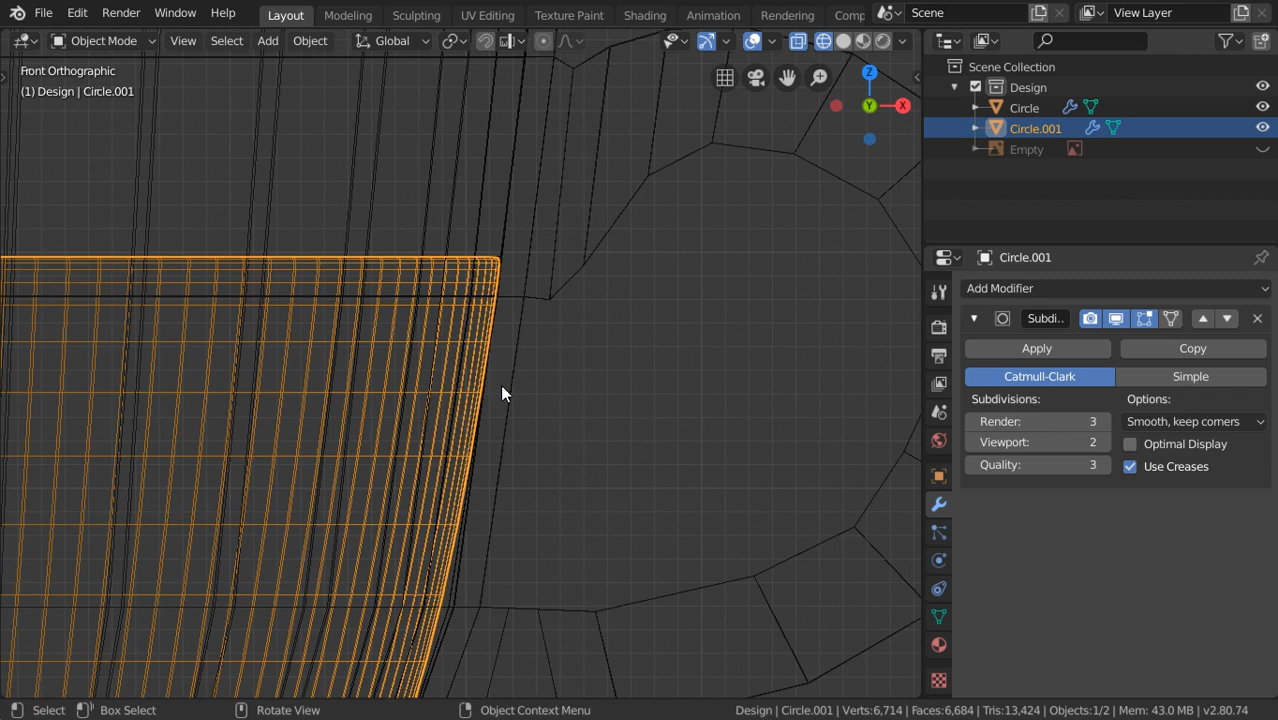 File Edit Render Window Help Layout Modeling Sculpting UV Editing Texture Paint Shading Animation Rendering Comp Scene View Layer
Object Mode View Select Add Object Global
Front Orthographic
(1) Design | Circle.001
Z
Y
X
Scene Collection
Design
Circle
Circle.001
Empty
Circle.001
Add Modifier
Subdi..
Apply Copy
Catmull-Clark Simple
Subdivisions: Options:
Render: 3 Smooth, keep corners
Viewport: 2 Optimal Display
Quality: 3 Use Creases
Select Box Select Rotate View Object Context Menu Design | Circle.001 | Verts:6,714 | Faces:6,684 | Tris:13,424 | Objects:1/2 | Mem: 43.0 MB | v2.80.74